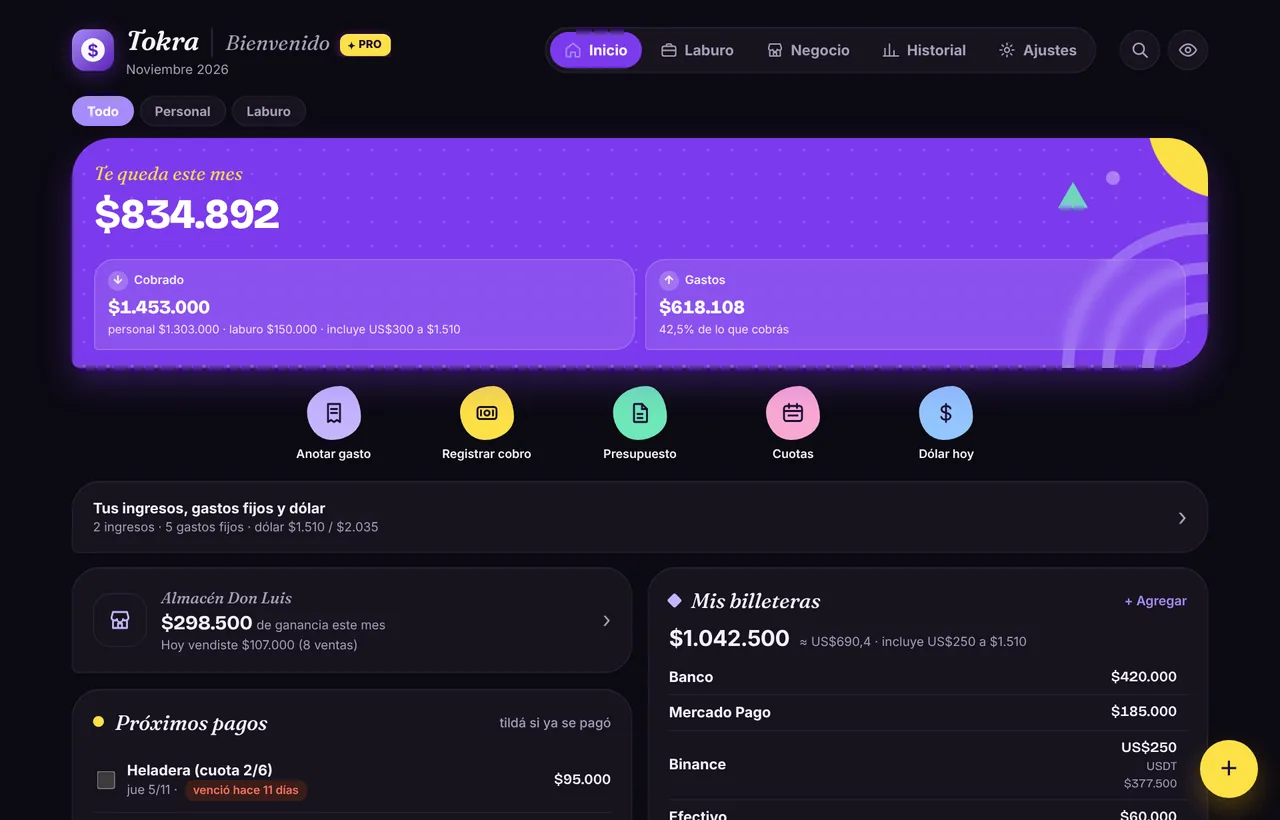 $
Tokra
Bienvenido
PRO
Noviembre 2026
Inicio
Laburo
Negocio
Historial
Ajustes
Todo
Personal
Laburo
Te queda este mes
$834.892
Cobrado
$1.453.000
personal $1.303.000 · laburo $150.000 · incluye US$300 a $1.510
Gastos
$618.108
42,5% de lo que cobrás
Anotar gasto
Registrar cobro
Presupuesto
Cuotas
Dólar hoy
Tus ingresos, gastos fijos y dólar
2 ingresos · 5 gastos fijos · dólar $1.510 / $2.035
Almacén Don Luis
$298.500 de ganancia este mes
Hoy vendiste $107.000 (8 ventas)
Próximos pagos
tildá si ya se pagó
Heladera (cuota 2/6)
jue 5/11 · venció hace 11 días
$95.000
Mis billeteras
+ Agregar
$1.042.500 ≈ US$690,4 · incluye US$250 a $1.510
Banco
$420.000
Mercado Pago
$185.000
Binance
US$250
USDT
$377.500
Efectivo
$60.000
+